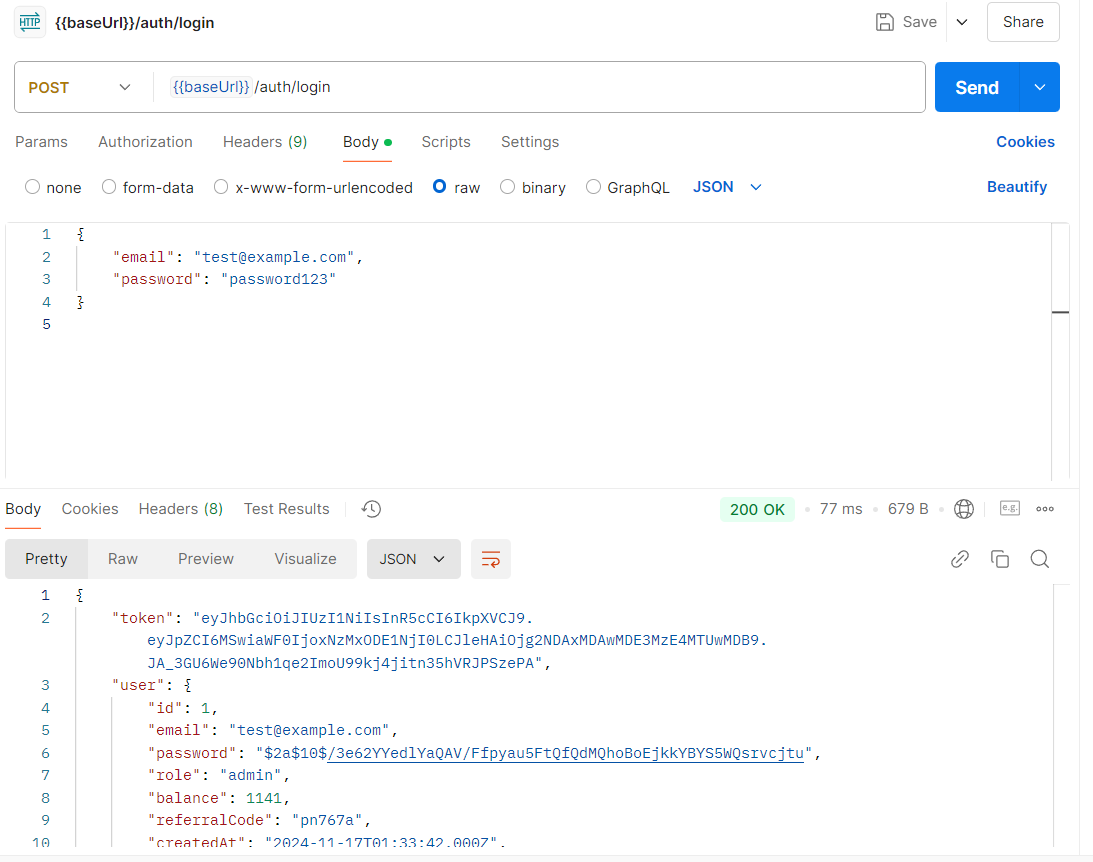 HTTP {{baseUrl}}/auth/login Save Share
POST {{baseUrl}} /auth/login Send
Params Authorization Headers (9) Body Scripts Settings Cookies
none form-data x-www-form-urlencoded raw binary GraphQL JSON Beautify
1 {
2 "email": "test@example.com",
3 "password": "password123"
4 }
5
Body Cookies Headers (8) Test Results 200 OK 77 ms 679 B e.g.
Pretty Raw Preview Visualize JSON
1 {
2 "token": "eyJhbGciOiJIUzI1NiIsInR5cCI6IkpXVCJ9.
eyJpZCI6MSwiaWF0IjoxNzMxODE1NjI0LCJleHAiOjg2NDAxMDAwMDE3MzE4MTUwMDB9.
JA_3GU6We90Nbh1qe2ImoU99kj4jitn35hVRJPSzePA",
3 "user": {
4 "id": 1,
5 "email": "test@example.com",
6 "password": "$2a$10$/3e62YYedlYaQAV/Ffpyau5FtQfQdMQhoBoEjkkYBYS5WQsrvcjtu",
7 "role": "admin",
8 "balance": 1141,
9 "referralCode": "pn767a",
10 "createdAt": "2024-11-17T01:33:42.000Z",